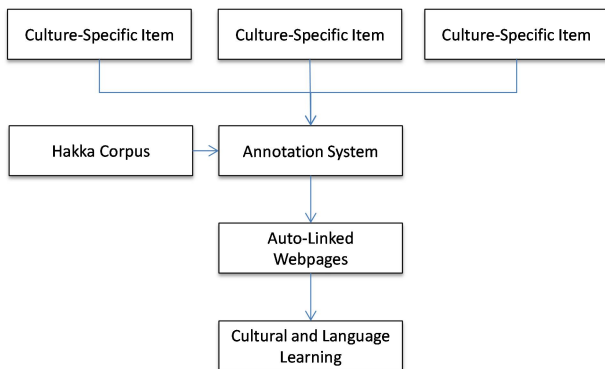 Culture-Specific Item
Culture-Specific Item
Culture-Specific Item
Hakka Corpus
Annotation System
Auto-Linked
Webpages
Cultural and Language
Learning